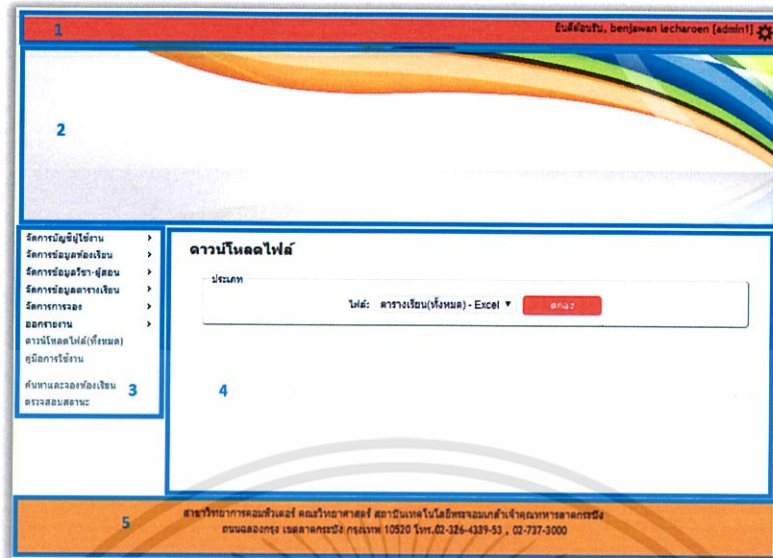 1
ยินดีต้อนรับ, benjawan lecharoen [admin1]
2
จัดการบัญชีผู้ใช้งาน
จัดการข้อมูลห้องเรียน
จัดการข้อมูลวิชา-ผู้สอน
จัดการข้อมูลตารางเรียน
จัดการการจอง
ออกรายงาน
ดาวน์โหลดไฟล์(ทั้งหมด)
คู่มือการใช้งาน
ค้นหาและจองห้องเรียน
ตรวจสอบสถานะ
3
ดาวน์โหลดไฟล์
ประเภท
ไฟล์: ตารางเรียน(ทั้งหมด) - Excel ตกลง
4
5
สาขาวิทยาการคอมพิวเตอร์ คณะวิทยาศาสตร์ สถาบันเทคโนโลยีพระจอมเกล้าเจ้าคุณทหารลาดกระบัง
ถนนฉลองกรุง เขตลาดกระบัง กรุงเทพ 10520 โทร.02-326-4339-53 , 02-737-3000